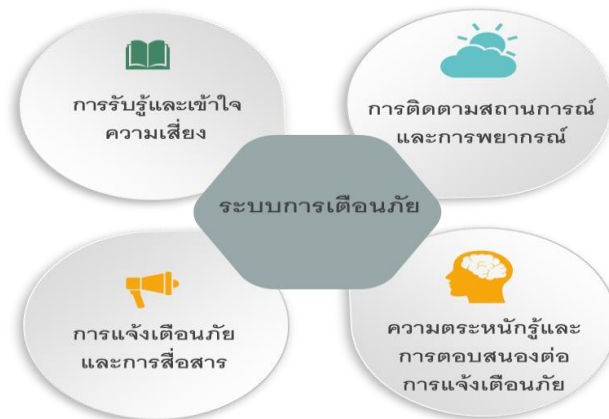 การรับรู้และเข้าใจ
ความเสี่ยง
การติดตามสถานการณ์
และการพยากรณ์
ระบบการเตือนภัย
การแจ้งเตือนภัย
และการสื่อสาร
ความตระหนักรู้และ
การตอบสนองต่อ
การแจ้งเตือนภัย